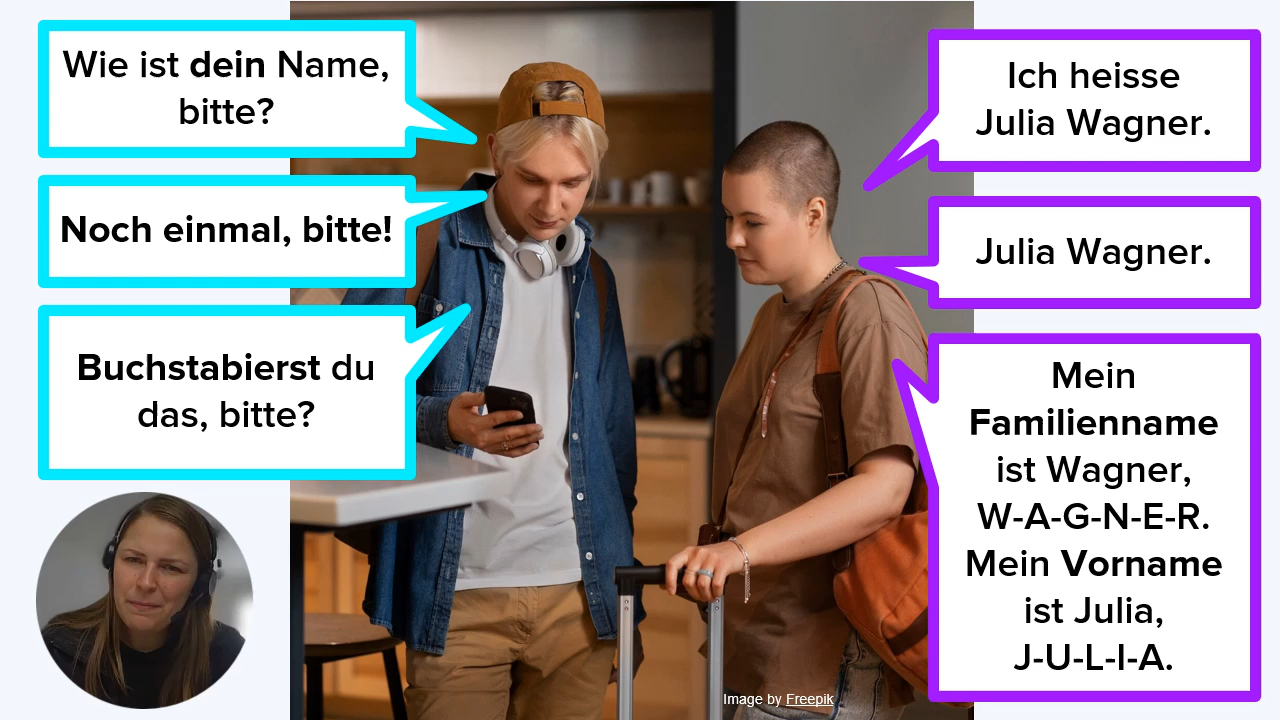 Wie ist dein Name,
bitte?
Ich heisse
Julia Wagner.
Noch einmal, bitte!
Julia Wagner.
Buchstabierst du
das, bitte?
Mein
Familienname
ist Wagner,
W-A-G-N-E-R.
Mein Vorname
ist Julia,
J-U-L-I-A.
Image by Freepik